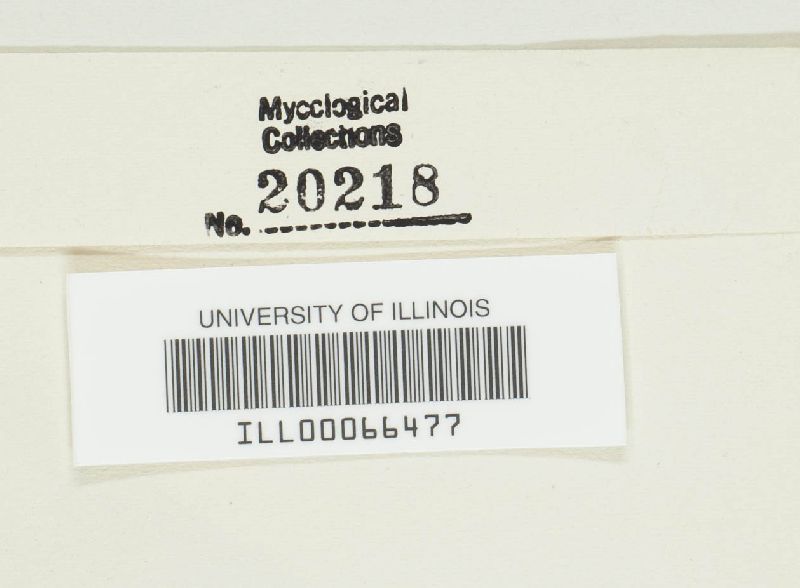 Mycological
Collections
No. 20218
UNIVERSITY OF ILLINOIS
ILL00066477